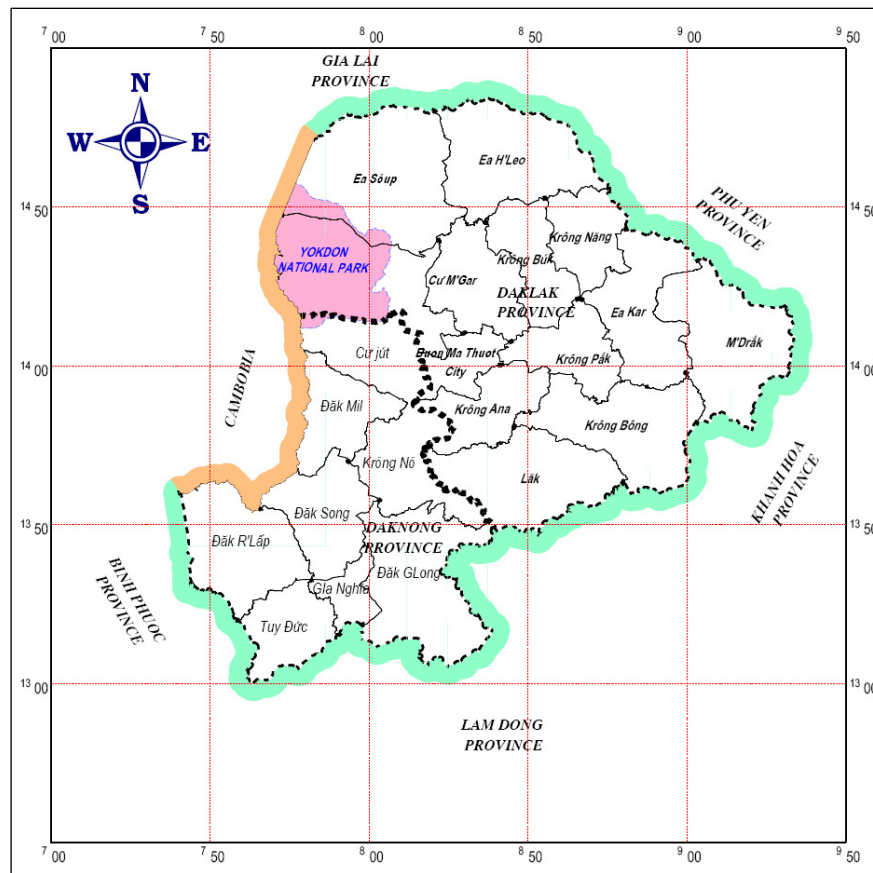 7 00 7 50 8 00 8 50 9 00 9 50
GIA LAI
PROVINCE
N
W E
S
Ea H'Leo
Ea Súup
14 50 14 50
PHÚ YEN
PROVINCE
Krông Năng
YOKDON
NATIONAL PARK
Krông Búk
Cư M'Gar
DAKLAK
PROVINCE
Ea Kar
M'Drắk
Cư jút
Buon Ma Thuot
City
Krông Pắk
14 00 14 00
CAMBORIA
Đăk Mil
Krông Ana
Krông Bông
Krông Nô
Lăk
KHANH HOA
PROVINCE
Đăk Song
13 50 13 50
DAKNONG
PROVINCE
Đăk R'Lấp
Đăk GLong
BINH PHUOC
PROVINCE
GIa Nghĩa
Tuy Đức
13 00 13 00
LAM DONG
PROVINCE
7 00 7 50 8 00 8 50 9 00 9 50